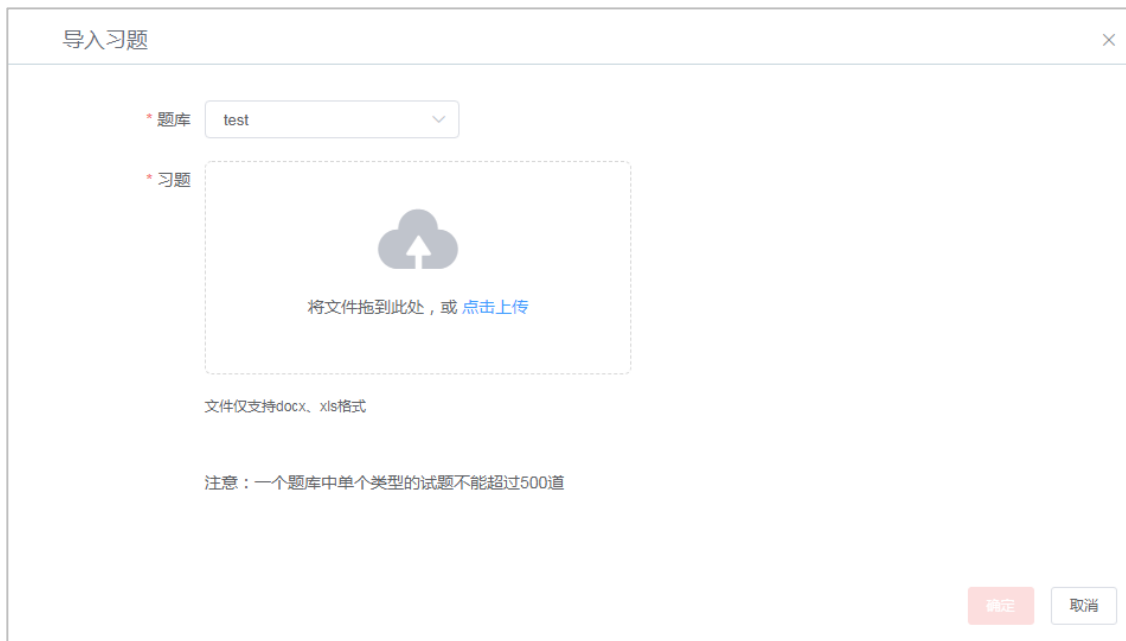 导入习题
* 题库 test
* 习题
将文件拖到此处，或 点击上传
文件仅支持docx、xls格式
注意：一个题库中单个类型的试题不能超过500道
确定 取消